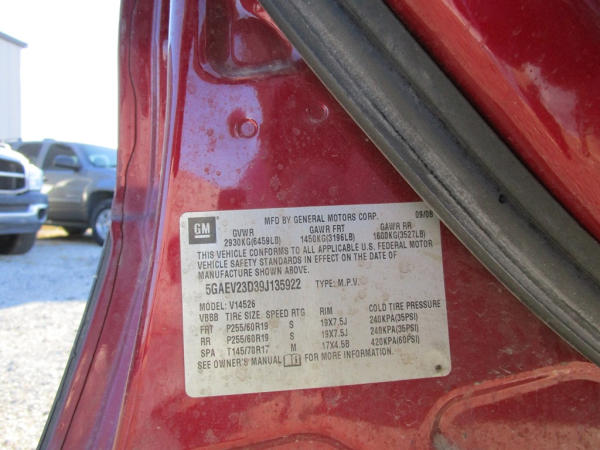 GM
MFD BY GENERAL MOTORS CORP. 09/08
GVWR GAWR FRT GAWR RR
2930KG(6459LB) 1450KG(3196LB) 1600KG(3527LB)
THIS VEHICLE CONFORMS TO ALL APPLICABLE U.S. FEDERAL MOTOR
VEHICLE SAFETY STANDARDS IN EFFECT ON THE DATE OF
MANUFACTURE SHOWN ABOVE.
5GAEV23D39J135922 TYPE: M.P.V.
MODEL: V14526
VBBB TIRE SIZE SPEED RTG RIM COLD TIRE PRESSURE
FRT P255/60R19 S 19X7.5J 240KPA(35PSI)
RR P255/60R19 S 19X7.5J 240KPA(35PSI)
SPA T145/70R17 M 17X4.5B 420KPA(60PSI)
SEE OWNER'S MANUAL FOR MORE INFORMATION.